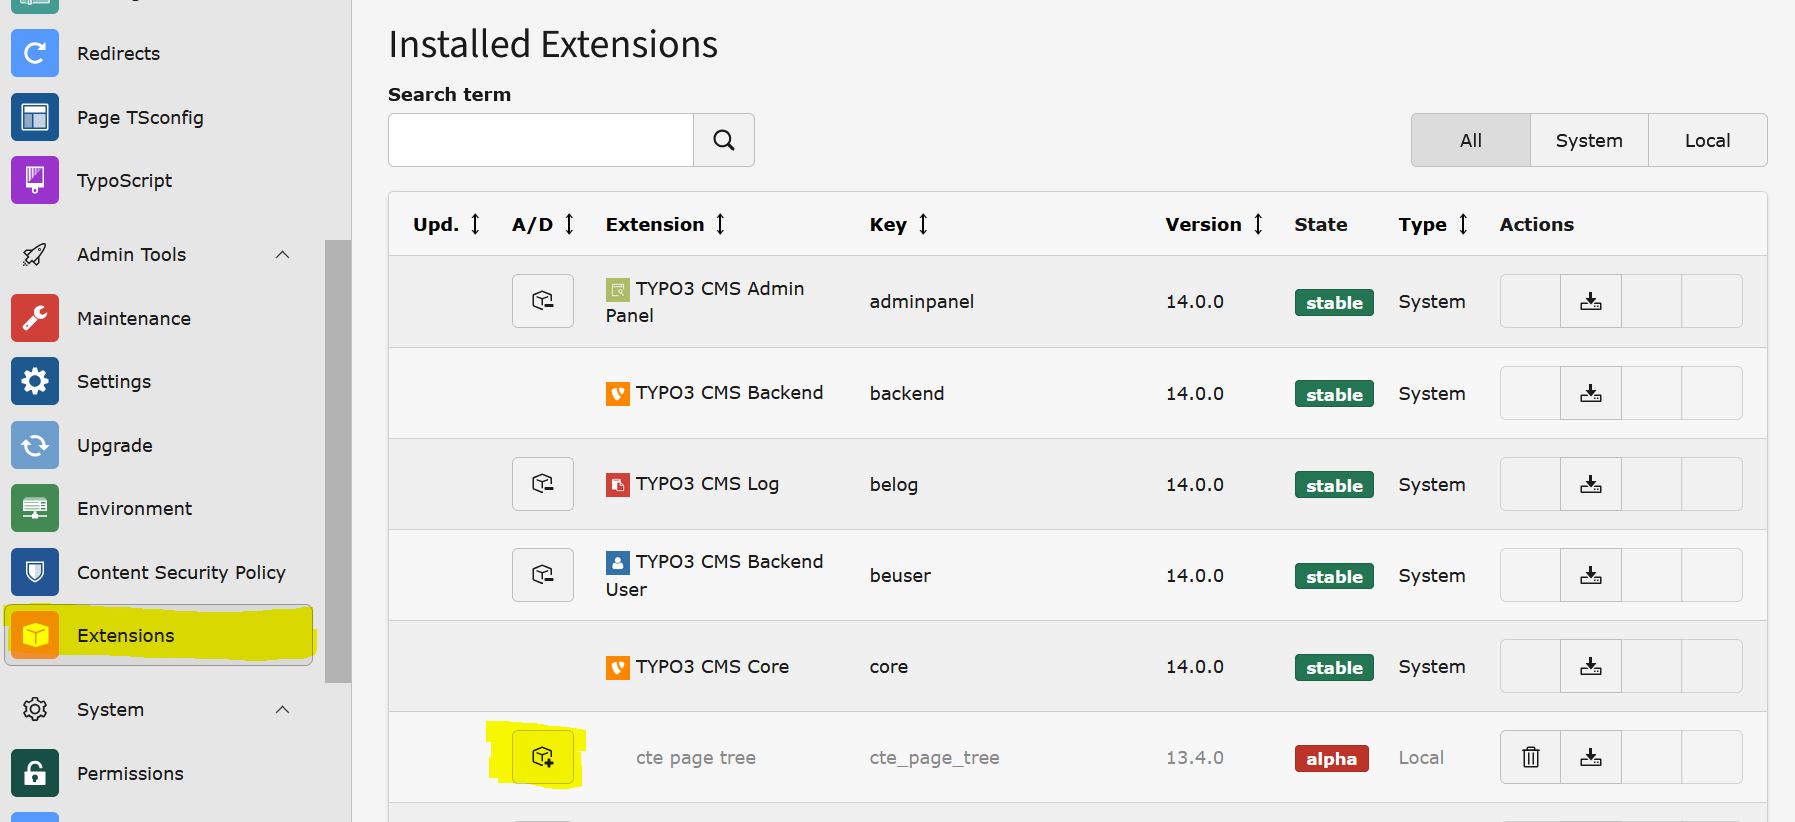 Redirects
Page TSconfig
TypoScript
Admin Tools
Maintenance
Settings
Upgrade
Environment
Content Security Policy
Extensions
System
Permissions
Installed Extensions
Search term
All System Local
Upd. A/D Extension Key Version State Type Actions
TYPO3 CMS Admin
Panel
adminpanel 14.0.0 stable System
TYPO3 CMS Backend backend 14.0.0 stable System
TYPO3 CMS Log belog 14.0.0 stable System
TYPO3 CMS Backend
User
beuser 14.0.0 stable System
TYPO3 CMS Core core 14.0.0 stable System
cte page tree cte_page_tree 13.4.0 alpha Local